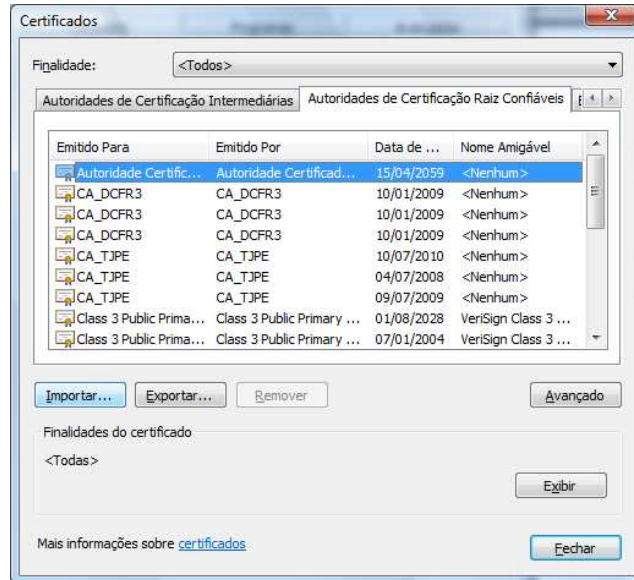 Certificados
Finalidade: <Todos>
Autoridades de Certificação Intermediárias Autoridades de Certificação Raiz Confiáveis
Emitido Para Emitido Por Data de ... Nome Amigável
Autoridade Certific... Autoridade Certificad... 15/04/2059 <Nenhum>
CA_DCFR3 CA_DCFR3 10/01/2009 <Nenhum>
CA_DCFR3 CA_DCFR3 10/01/2009 <Nenhum>
CA_DCFR3 CA_DCFR3 10/01/2009 <Nenhum>
CA_TJPE CA_TJPE 10/07/2010 <Nenhum>
CA_TJPE CA_TJPE 04/07/2008 <Nenhum>
CA_TJPE CA_TJPE 09/07/2009 <Nenhum>
Class 3 Public Prima... Class 3 Public Primary ... 01/08/2028 VeriSign Class 3 ...
Class 3 Public Prima... Class 3 Public Primary ... 07/01/2004 VeriSign Class 3 ...
Importar... Exportar... Remover Avançado
Finalidades do certificado
<Todas>
Exibir
Mais informações sobre certificados
Fechar